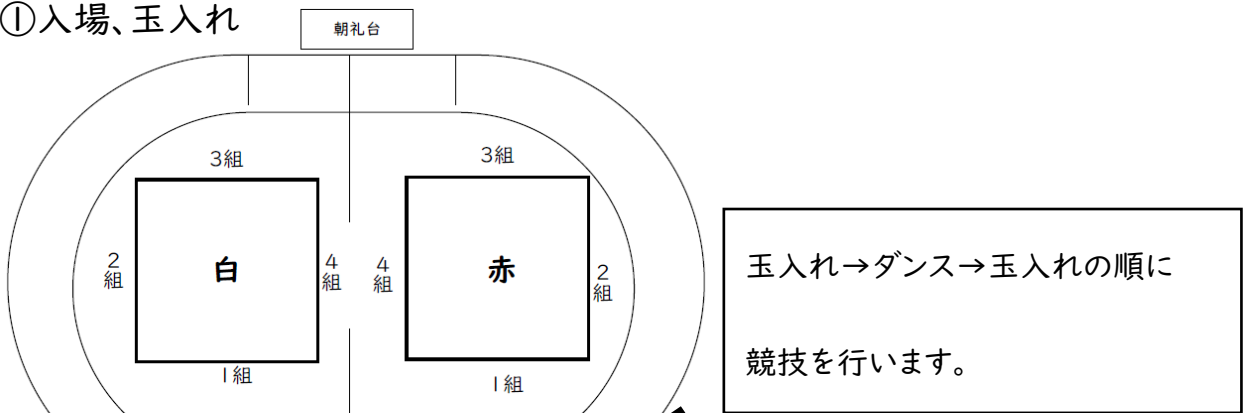 ①入場、玉入れ
朝礼台
3組
3組
2組
白
4組
4組
赤
2組
1組
1組
玉入れ→ダンス→玉入れの順に
競技を行います。